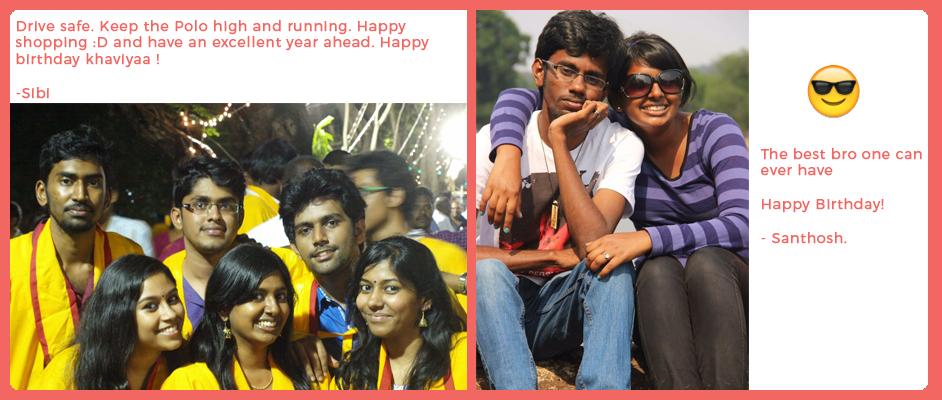 Drive safe. Keep the Polo high and running. Happy
shopping :D and have an excellent year ahead. Happy
birthday khaviyaa !
-Sibi
The best bro one can
ever have
Happy Birthday!
- Santhosh.